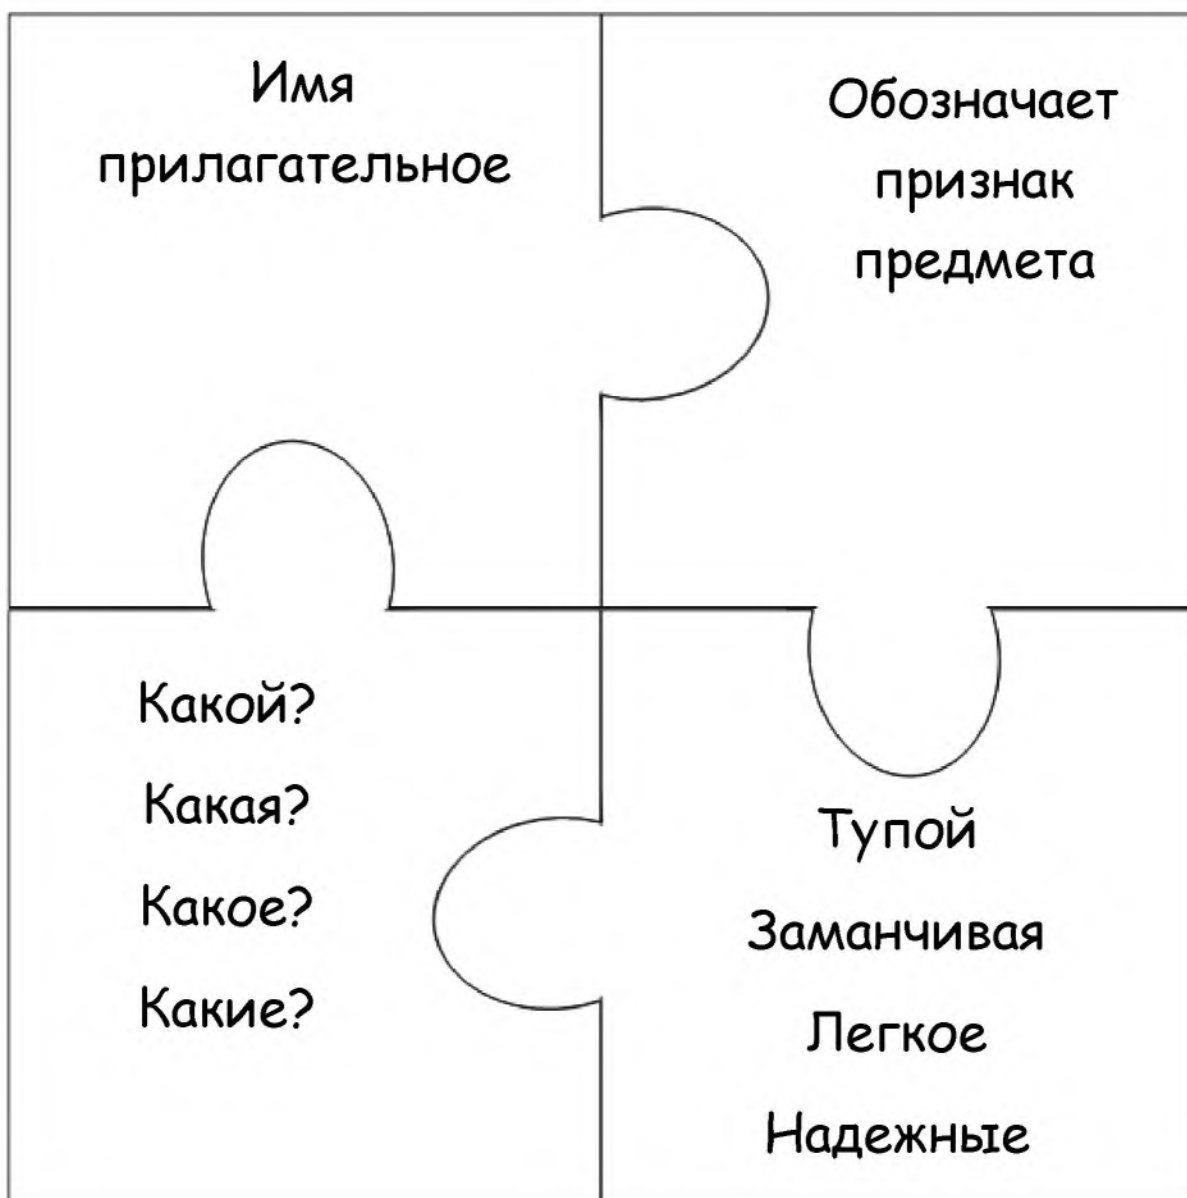 Имя
прилагательное
Обозначает
признак
предмета
Какой?
Какая?
Какое?
Какие?
Тупой
Заманчивая
Легкое
Надежные